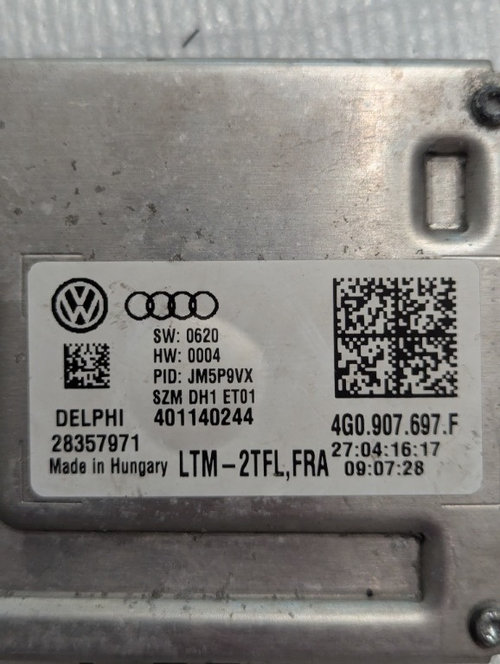 SW: 0620
HW: 0004
PID: JM5P9VX
SZM DH1 ET01
DELPHI 401140244
4G0.907.697.F
28357971
27:04:16:17
Made in Hungary LTM-2TFL,FRA
09:07:28